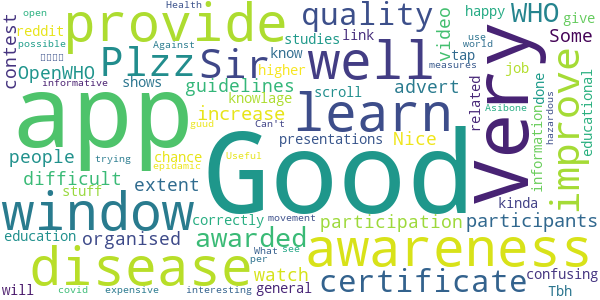 open
Health
reddit
provide
quality
WHO
happy
give
possible
Against
contest
Plzz
Sir
well
video
Some
OpenWHO
studies
link
know
use
world
informative
shows
guidelines
higher
tap
job
measures
app
knowlage
scroll
advert
increase
Can't
learn
Very
improve
related
done
educational
Asibone
hazardous
information
people
trying
chance
guud
Nice
presentations
Good
difficult
stuff
epidemic
Useful
extent
kinda
window
correctly
movement
participation
participants
education
organised
awarded
What
see
awareness
disease
watch
per
certificate
confusing
will
covid
expensive
interesting
general
Tbh